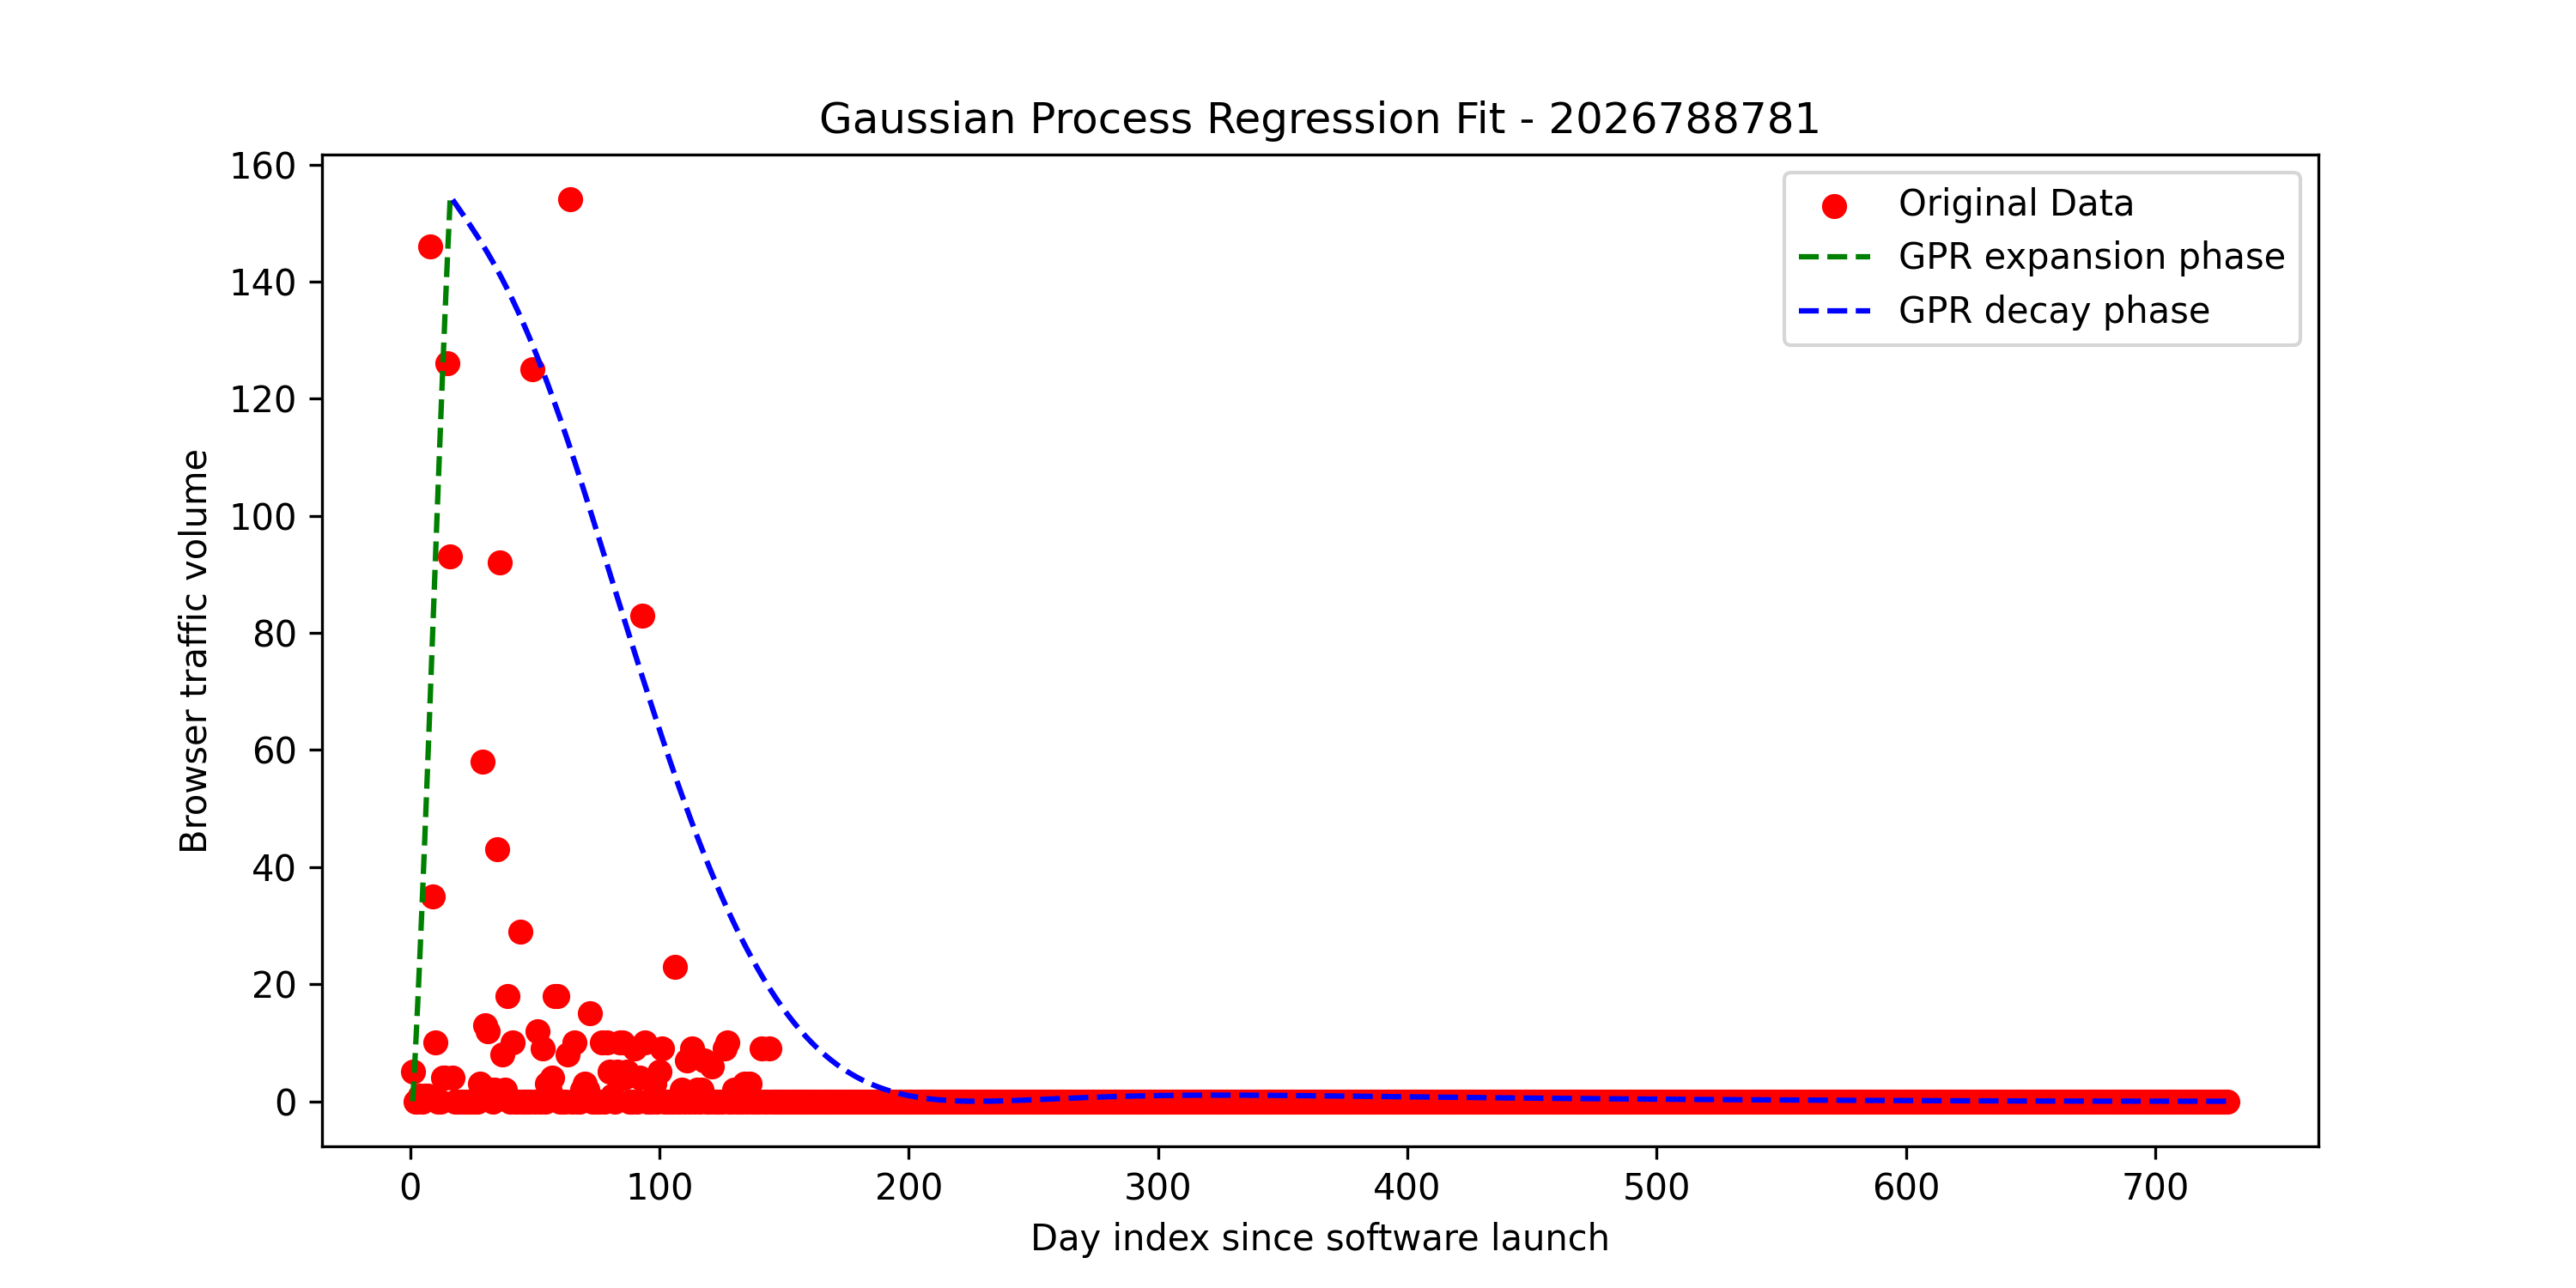 Gaussian Process Regression Fit - 2026788781
160
140
120
100
80
60
40
20
0
Browser traffic volume
Original Data
GPR expansion phase
GPR decay phase
0 100 200 300 400 500 600 700
Day index since software launch